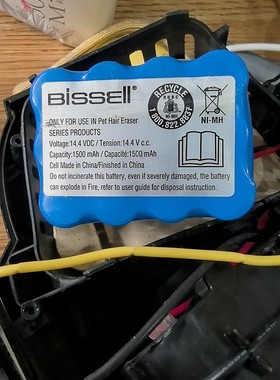 BISSELL®
RECYCLE
1.800.822.8837
NI-MH
ONLY FOR USE IN Pet Hair Eraser
SERIES PRODUCTS
Voltage:14.4 VDC / Tension:14.4 V c.c.
Capacity:1500 mAh / Capacité:1500 mAh
Cell Made in China/Finished in China
Do not incinerate this battery, even if severely damaged, the battery
can explode in Fire, refer to user guide for disposal instruction.